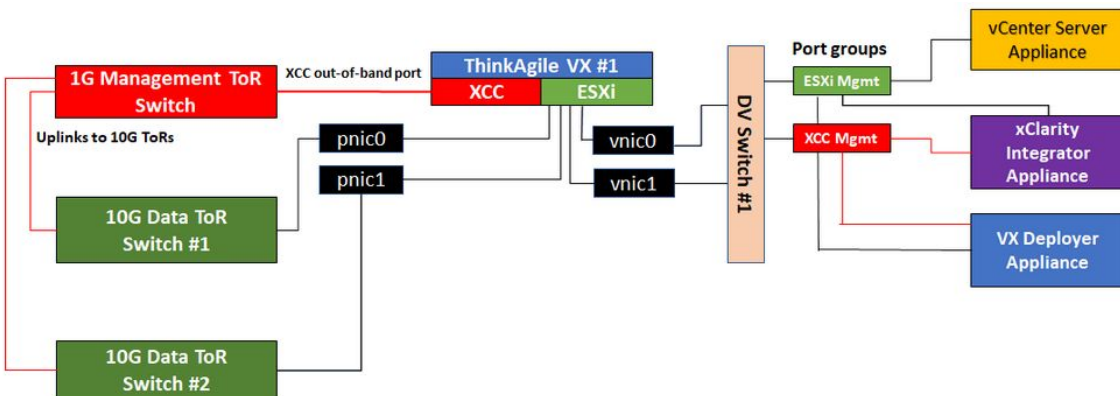 1G Management ToR
Switch
XCC out-of-band port
ThinkAgile VX #1
XCC
ESXi
Uplinks to 10G ToRs
pnic0
pnic1
vnic0
vnic1
10G Data ToR
Switch #1
10G Data ToR
Switch #2
DV Switch #1
Port groups
ESXi Mgmt
XCC Mgmt
vCenter Server
Appliance
xClarity
Integrator
Appliance
VX Deployer
Appliance